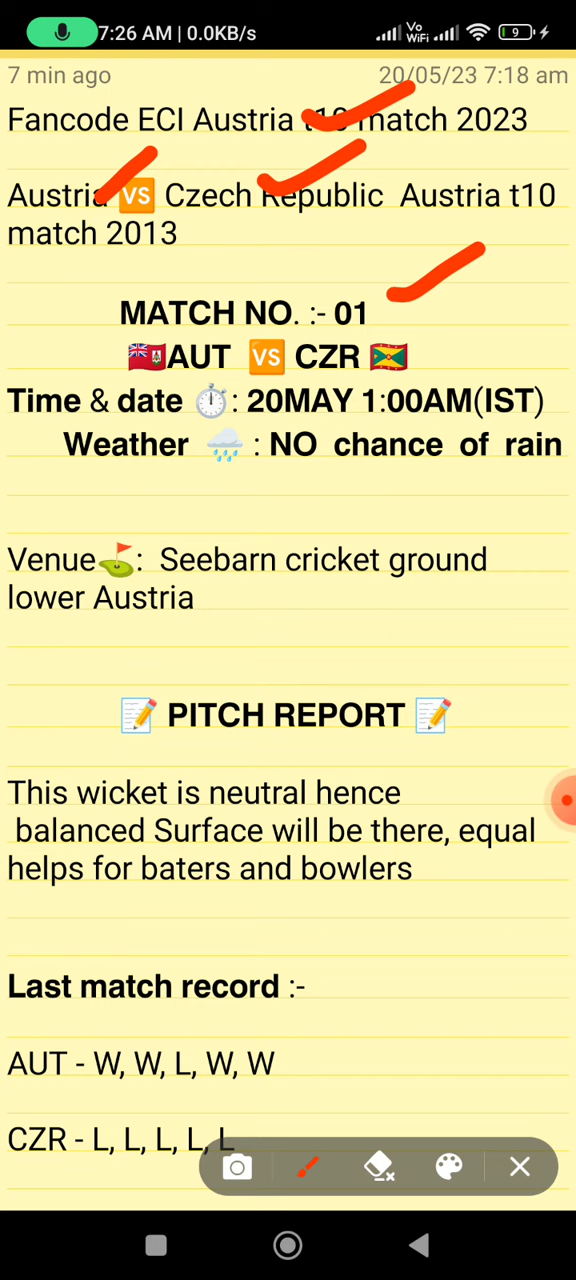 7:26 AM | 0.0KB/s
Vo
WiFi
9
7 min ago
20/05/23 7:18 am
Fancode ECI Austria t10 match 2023
Austria 🆚 Czech Republic Austria t10
match 2013
MATCH NO. :- 01
🇧🇲AUT 🆚 CZR 🇬🇩
Time & date ⏱️: 20MAY 1:00AM(IST)
Weather 🌧️ : NO chance of rain
Venue⛳: Seebarn cricket ground
lower Austria
📝 PITCH REPORT 📝
This wicket is neutral hence
balanced Surface will be there, equal
helps for baters and bowlers
Last match record :-
AUT - W, W, L, W, W
CZR - L, L, L, L, L